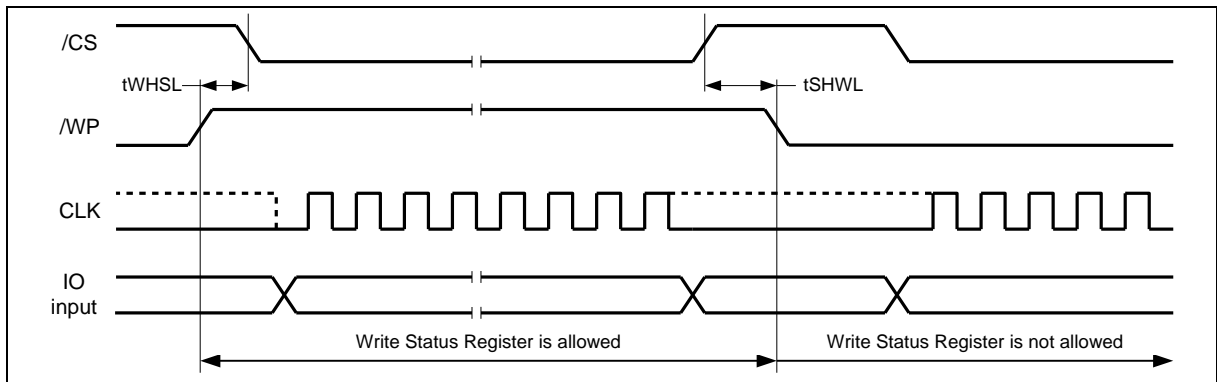 /CS
tWHSL
tSHWL
/WP
CLK
IO
input
Write Status Register is allowed
Write Status Register is not allowed